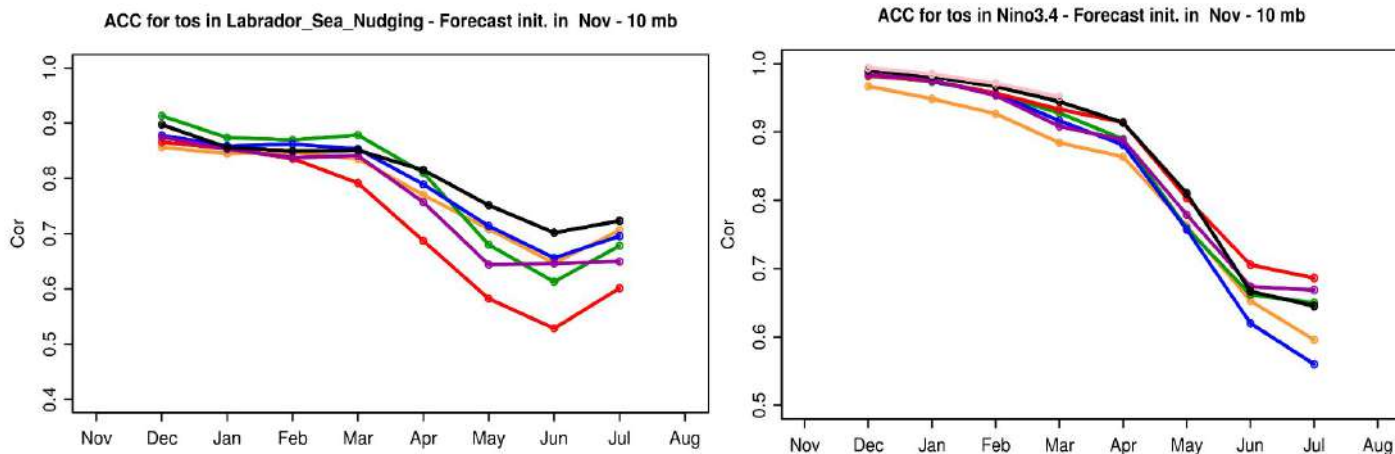 ACC for tos in Labrador_Sea_Nudging - Forecast init. in Nov - 10 mb
Cor
1.0
0.9
0.8
0.7
0.6
0.5
0.4
Nov Dec Jan Feb Mar Apr May Jun Jul Aug
ACC for tos in Nino3.4 - Forecast init. in Nov - 10 mb
Cor
1.0
0.9
0.8
0.7
0.6
0.5
Nov Dec Jan Feb Mar Apr May Jun Jul Aug